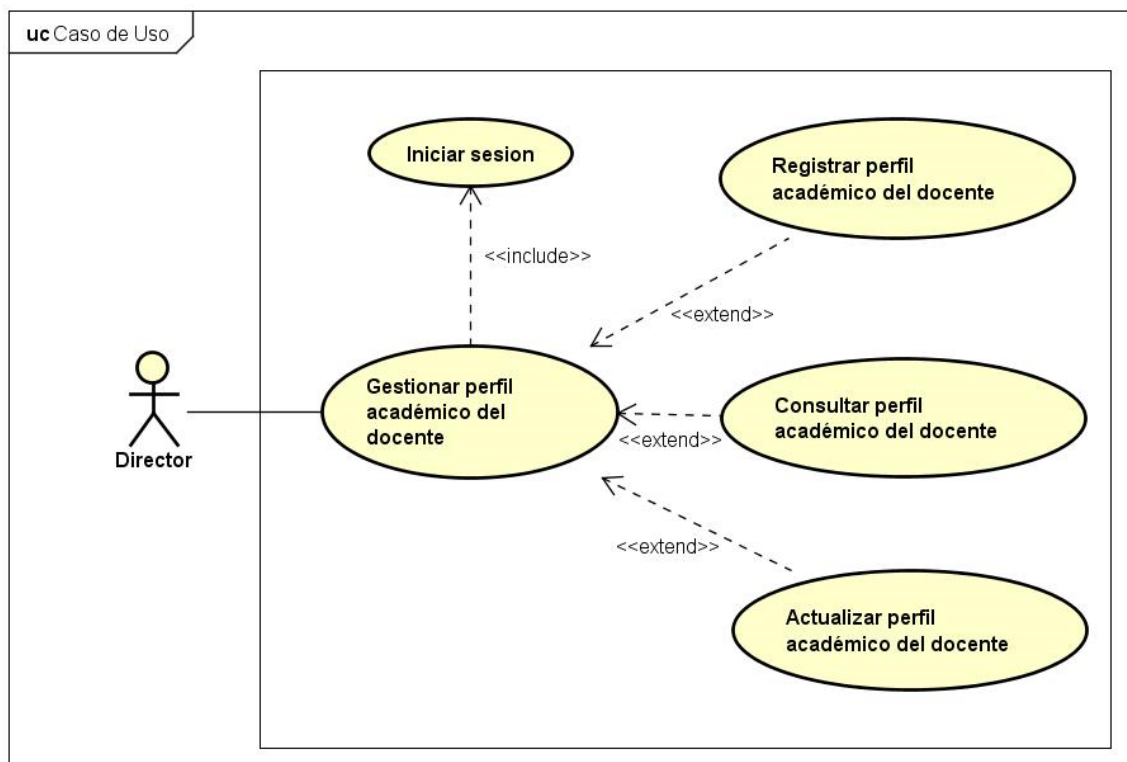 uc Caso de Uso
Iniciar sesion
Registrar perfil
académico del docente
<<include>>
<<extend>>
Gestionar perfil
académico del
docente
Consultar perfil
académico del docente
<<extend>>
Director
<<extend>>
Actualizar perfil
académico del docente